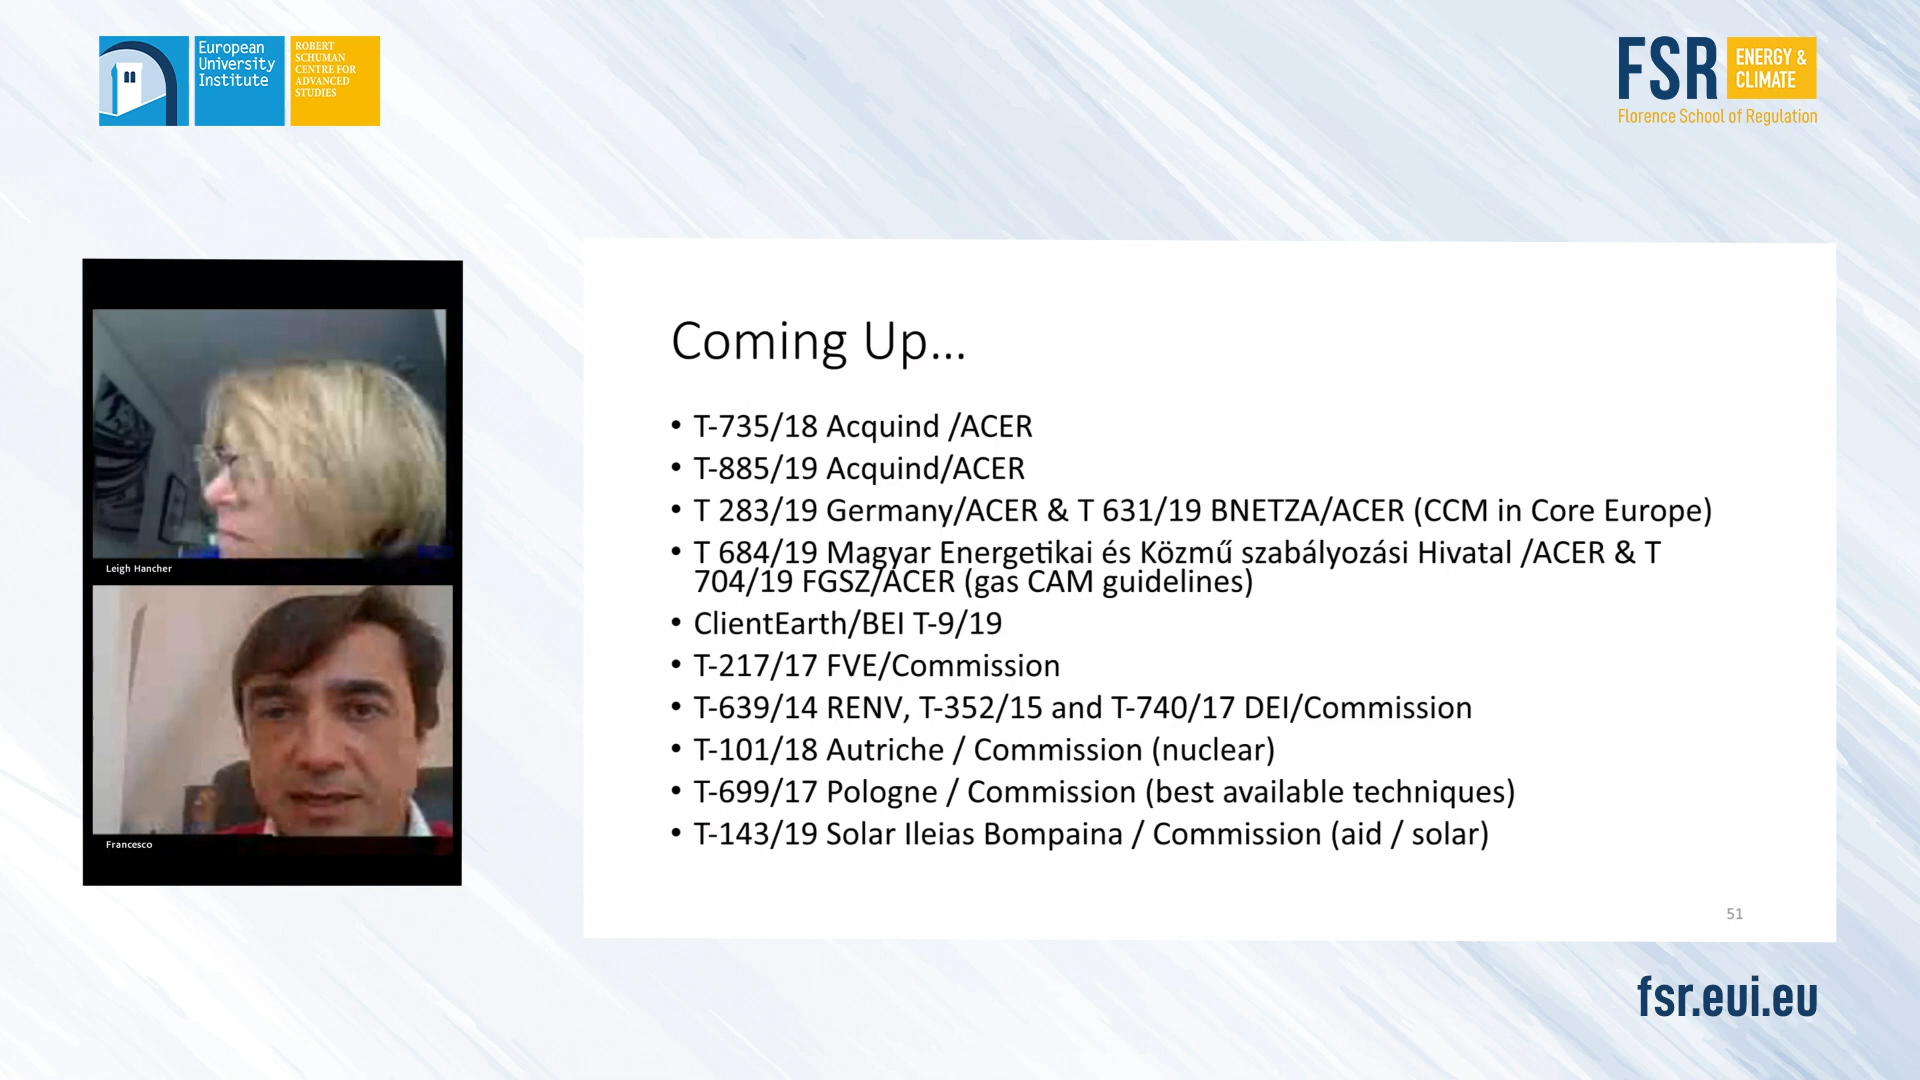 European
University
Institute
ROBERT
SCHUMAN
CENTRE FOR
ADVANCED
STUDIES
FSR
ENERGY &
CLIMATE
Florence School of Regulation
Leigh Hancher
Francesco
Coming Up...
• T-735/18 Acquind /ACER
• T-885/19 Acquind/ACER
• T 283/19 Germany/ACER & T 631/19 BNETZA/ACER (CCM in Core Europe)
• T 684/19 Magyar Energetikai és Közmű szabályozási Hivatal /ACER & T
704/19 FGSZ/ACER (gas CAM guidelines)
• ClientEarth/BEI T-9/19
• T-217/17 FVE/Commission
• T-639/14 RENV, T-352/15 and T-740/17 DEI/Commission
• T-101/18 Autriche / Commission (nuclear)
• T-699/17 Pologne / Commission (best available techniques)
• T-143/19 Solar Ileias Bompaina / Commission (aid / solar)
51
fsr.eui.eu